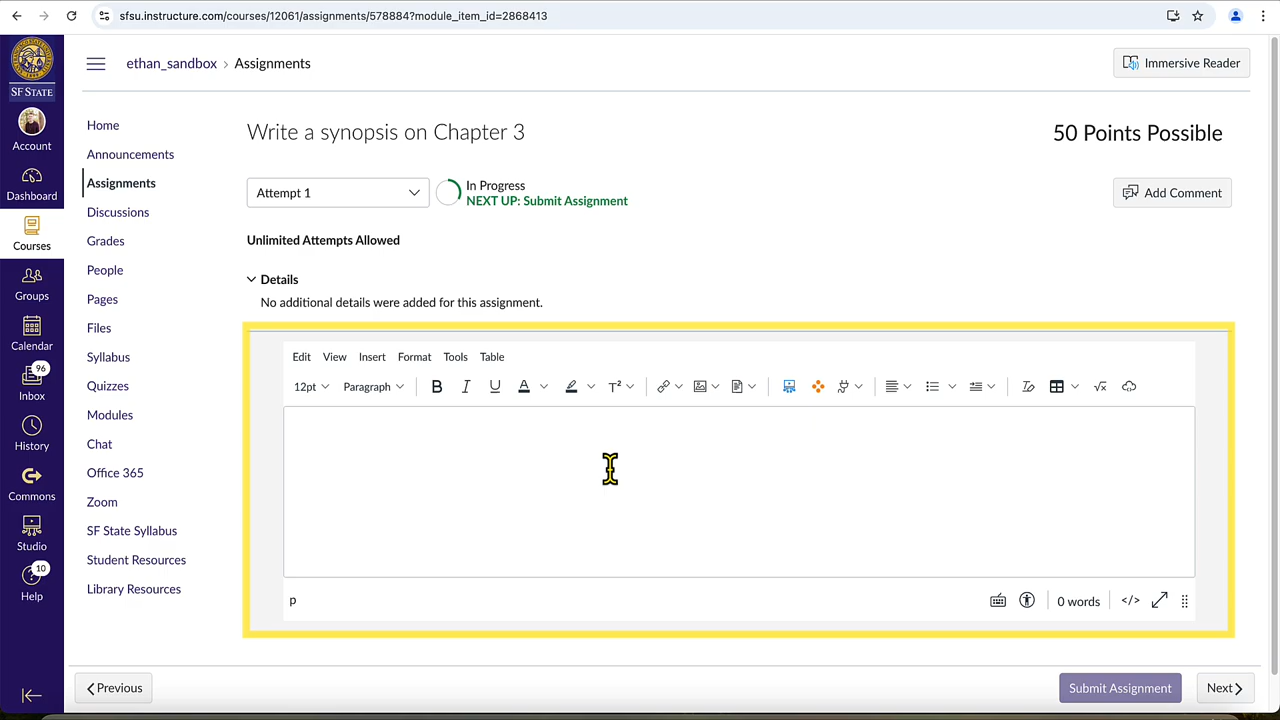 sfsu.instructure.com/courses/12061/assignments/578884?module_item_id=2868413
SF STATE
Account
Dashboard
Courses
Groups
Calendar
96
Inbox
History
Commons
Studio
10
Help
ethan_sandbox › Assignments
Immersive Reader
Home
Announcements
Assignments
Discussions
Grades
People
Pages
Files
Syllabus
Quizzes
Modules
Chat
Office 365
Zoom
SF State Syllabus
Student Resources
Library Resources
Write a synopsis on Chapter 3
50 Points Possible
Attempt 1
In Progress
NEXT UP: Submit Assignment
Add Comment
Unlimited Attempts Allowed
Details
No additional details were added for this assignment.
Edit View Insert Format Tools Table
12pt Paragraph B I U A T²
p
0 words </>
Previous
Submit Assignment
Next